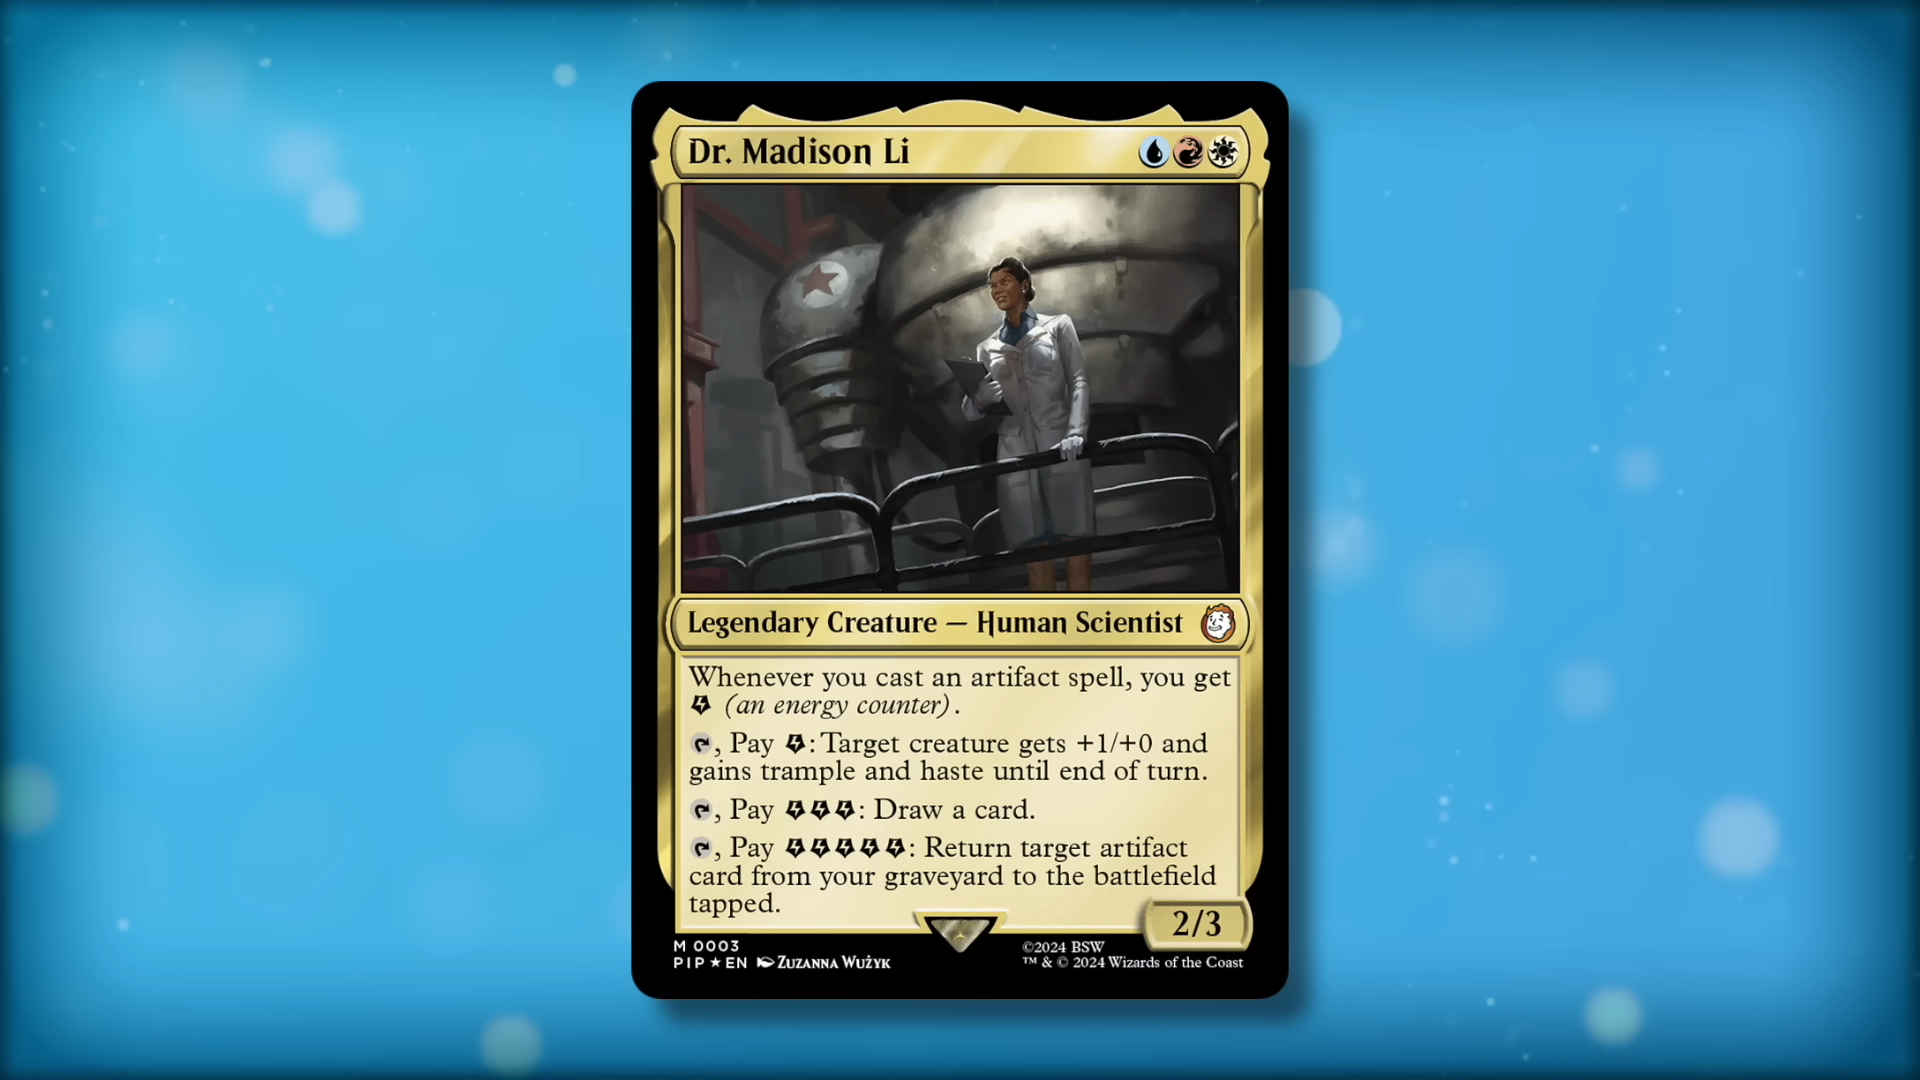 Dr. Madison Li
Legendary Creature — Human Scientist
Whenever you cast an artifact spell, you get
(an energy counter).
, Pay : Target creature gets +1/+0 and
gains trample and haste until end of turn.
, Pay : Draw a card.
, Pay : Return target artifact
card from your graveyard to the battlefield
tapped.
2/3
M 0003
PIP★EN ZUZANNA WUŻYK
©2024 BSW
™ & © 2024 Wizards of the Coast